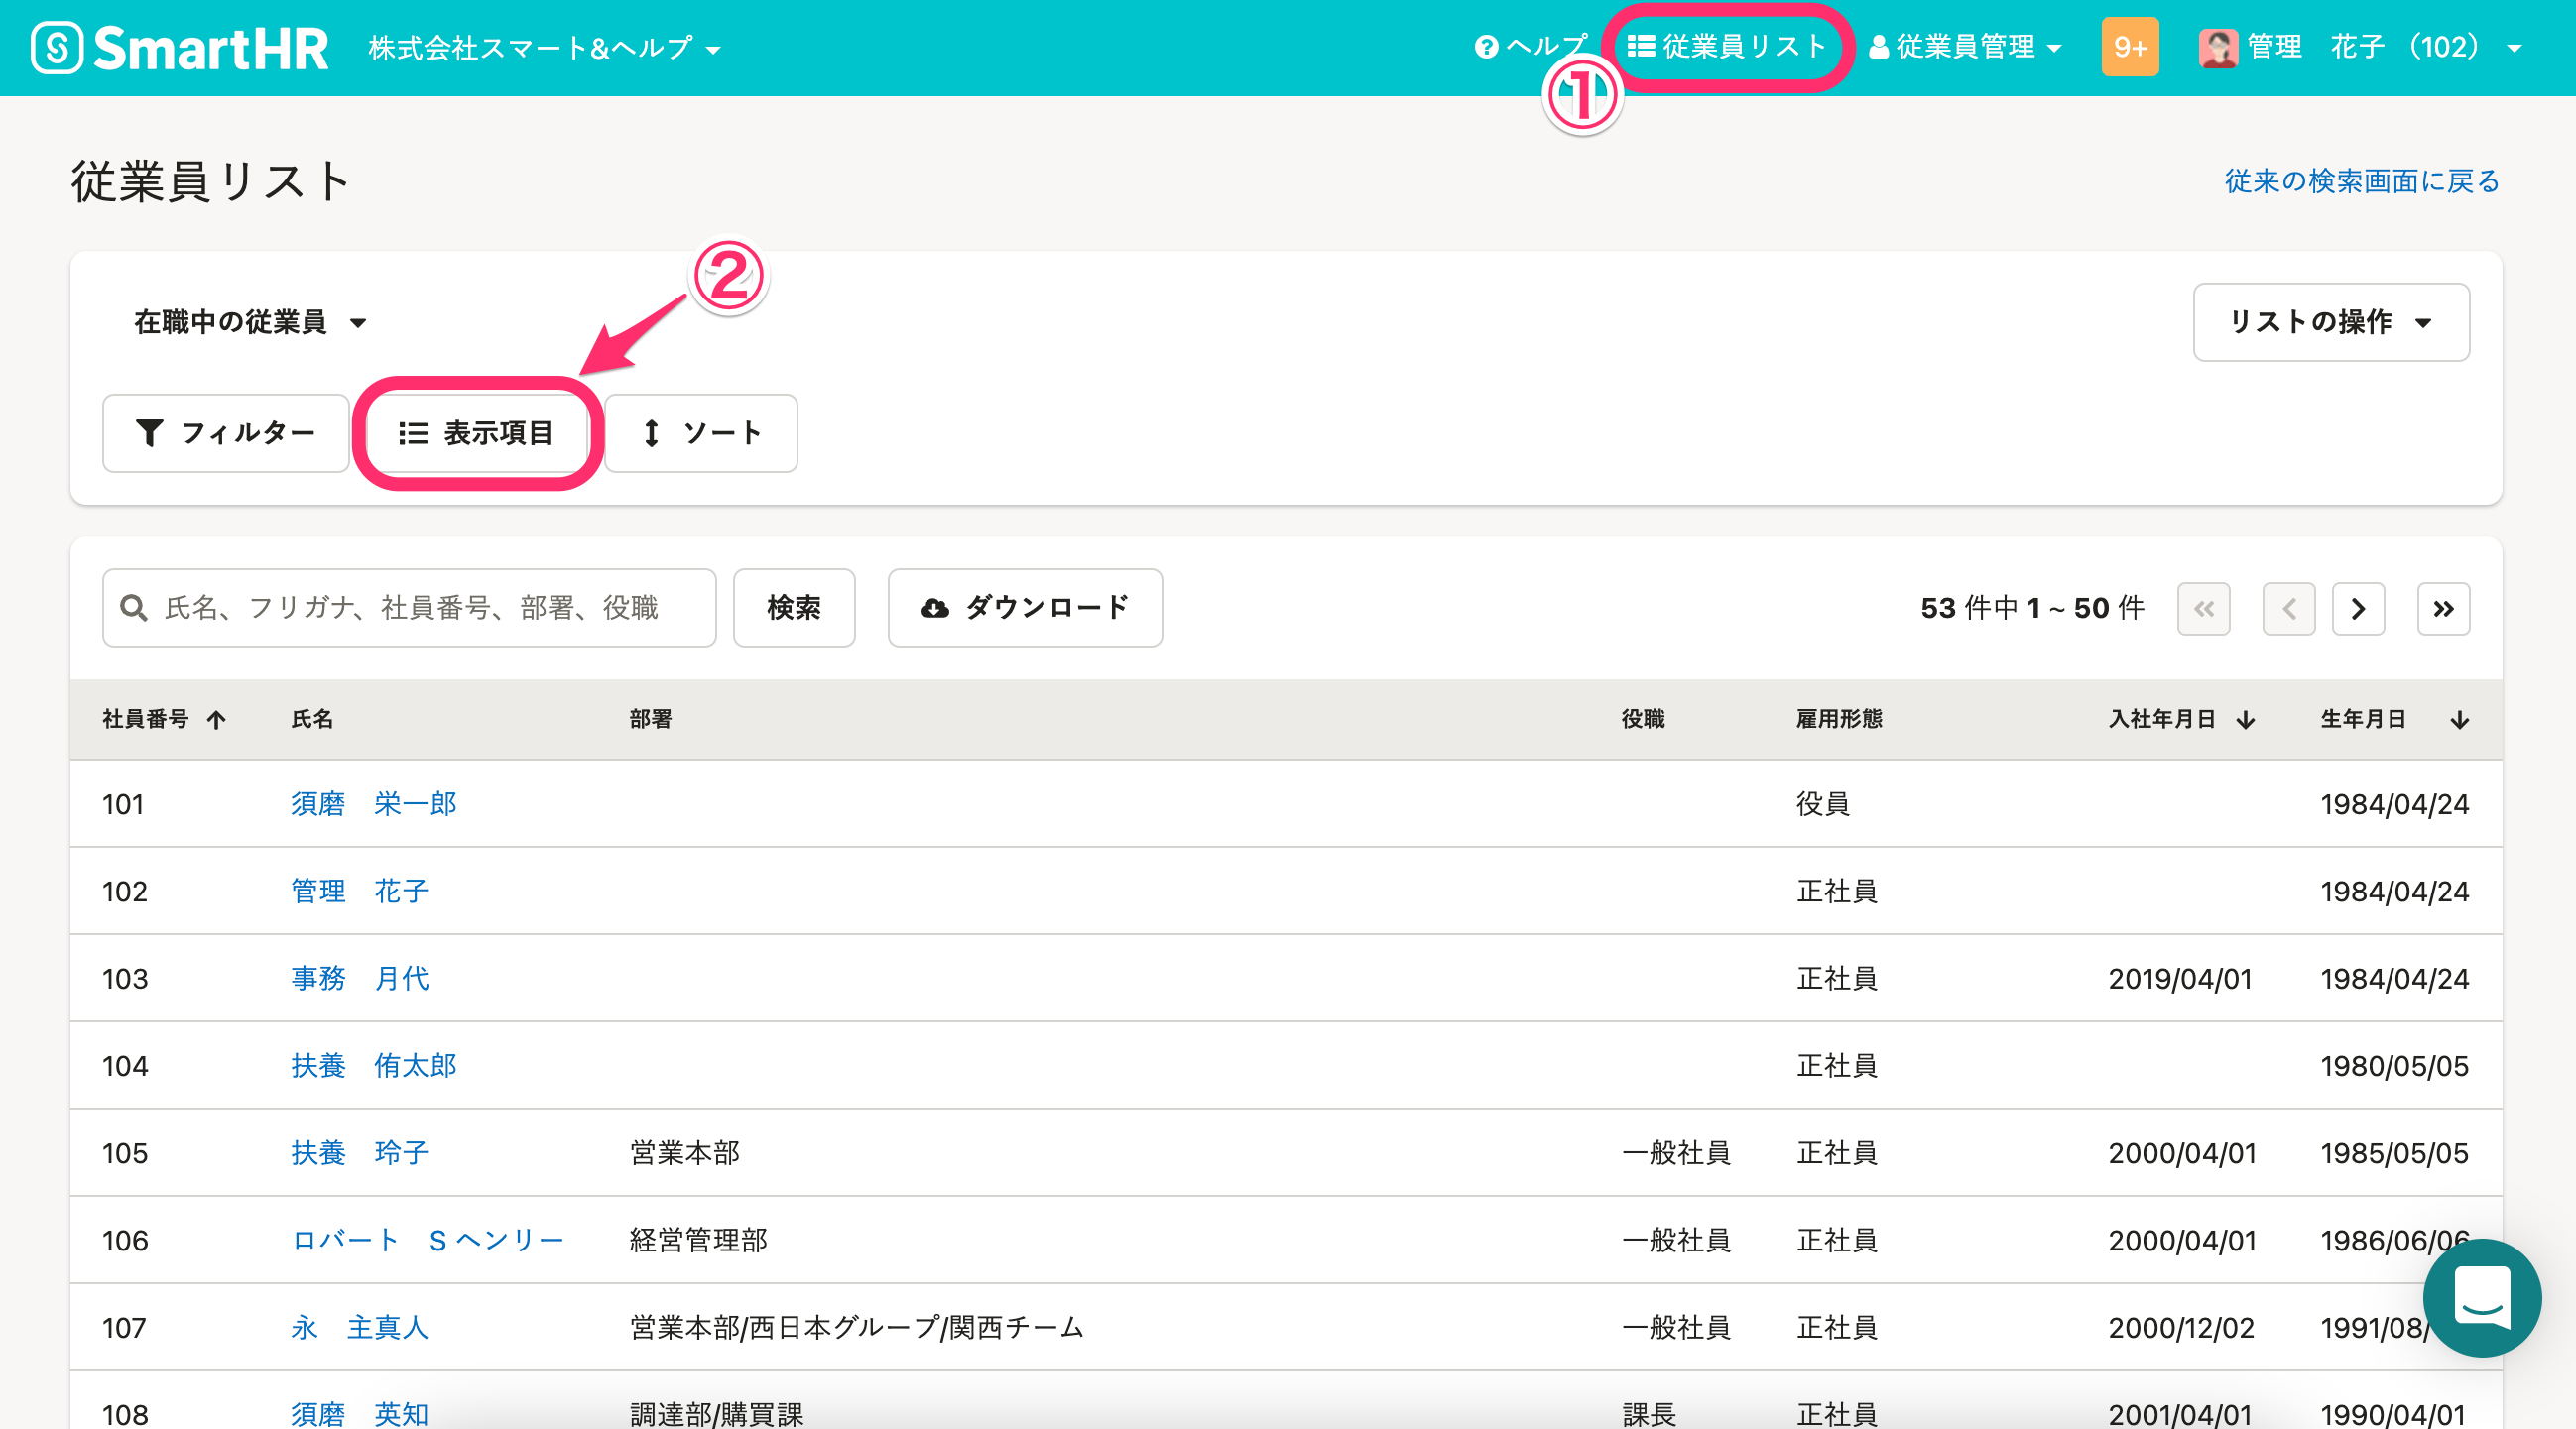 SmartHR 株式会社スマート&ヘルプ ヘルプ 従業員リスト 従業員管理 9+ 管理 花子 (102)
①
従業員リスト 従来の検索画面に戻る
②
在職中の従業員 リストの操作
フィルター 表示項目 ソート
氏名、フリガナ、社員番号、部署、役職 検索 ダウンロード 53 件中 1 ~ 50 件
社員番号 氏名 部署 役職 雇用形態 入社年月日 生年月日
101 須磨 栄一郎 役員 1984/04/24
102 管理 花子 正社員 1984/04/24
103 事務 月代 正社員 2019/04/01 1984/04/24
104 扶養 侑太郎 正社員 1980/05/05
105 扶養 玲子 営業本部 一般社員 正社員 2000/04/01 1985/05/05
106 ロバート S ヘンリー 経営管理部 一般社員 正社員 2000/04/01 1986/06/06
107 永 主真人 営業本部/西日本グループ/関西チーム 一般社員 正社員 2000/12/02 1991/08/
108 須磨 英知 調達部/購買課 課長 正社員 2001/04/01 1990/04/01